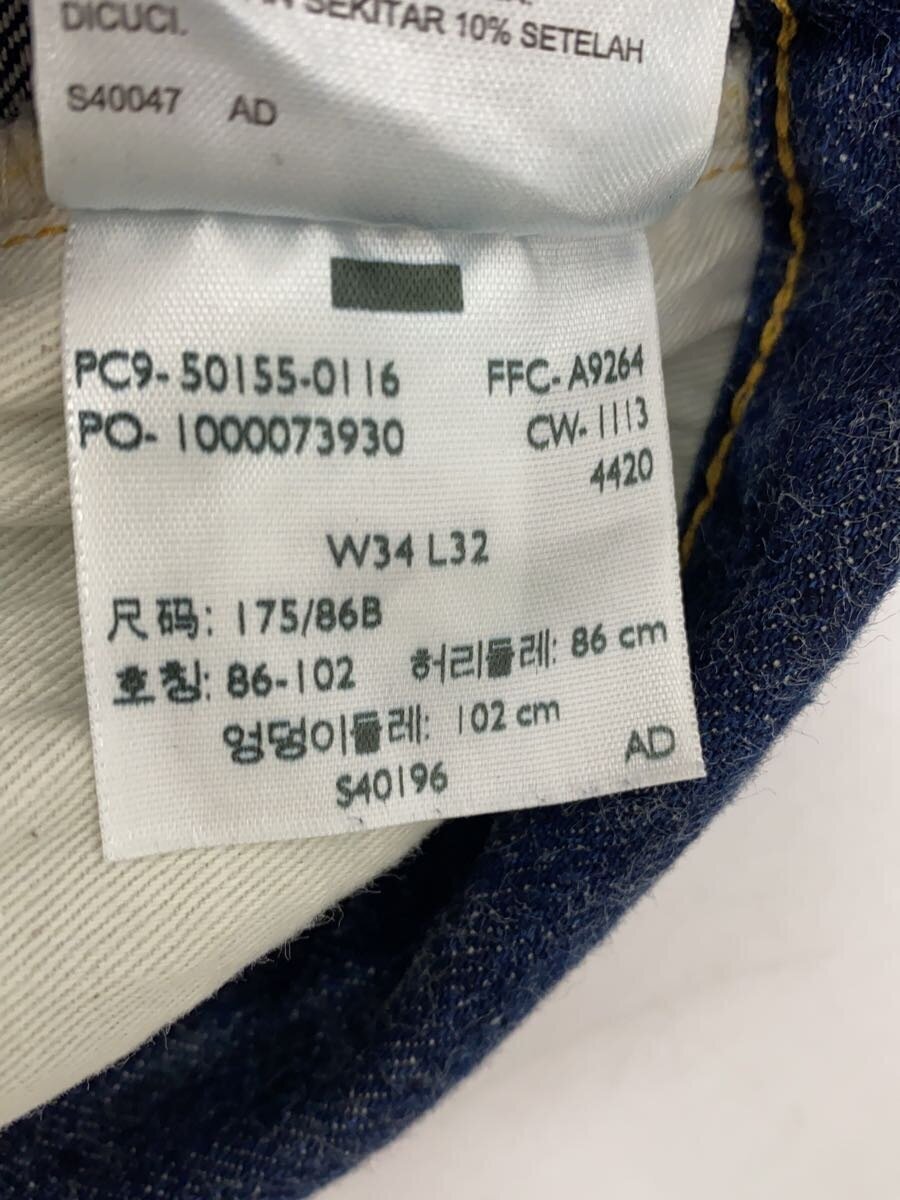 SEKITAR 10% SETELAH
DICUCI.
S40047 AD
PC9-50155-0116 FFC-A9264
PO-1000073930 CW-1113
4420
W34 L32
尺码: 175/86B
호칭: 86-102 허리둘레: 86 cm
엉덩이둘레: 102 cm
S40196 AD